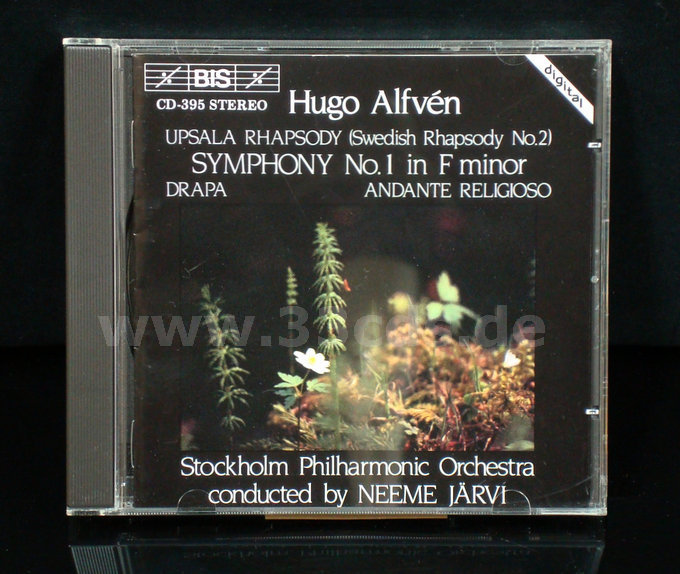 BIS
digital
CD-395 STEREO
Hugo Alfvén
UPSALA RHAPSODY (Swedish Rhapsody No.2)
SYMPHONY No.1 in F minor
DRAPA ANDANTE RELIGIOSO
Stockholm Philharmonic Orchestra
conducted by NEEME JÄRVI